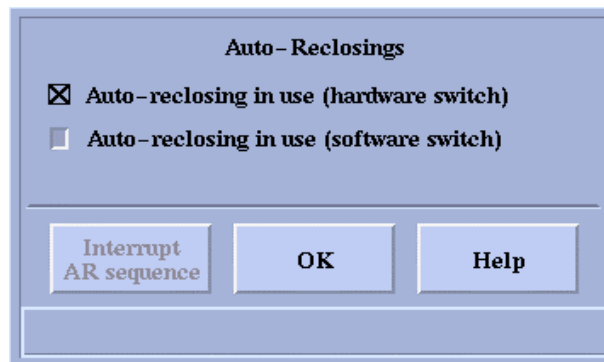 Auto-Reclosings
Auto-reclosing in use (hardware switch)
Auto-reclosing in use (software switch)
Interrupt
AR sequence
OK
Help